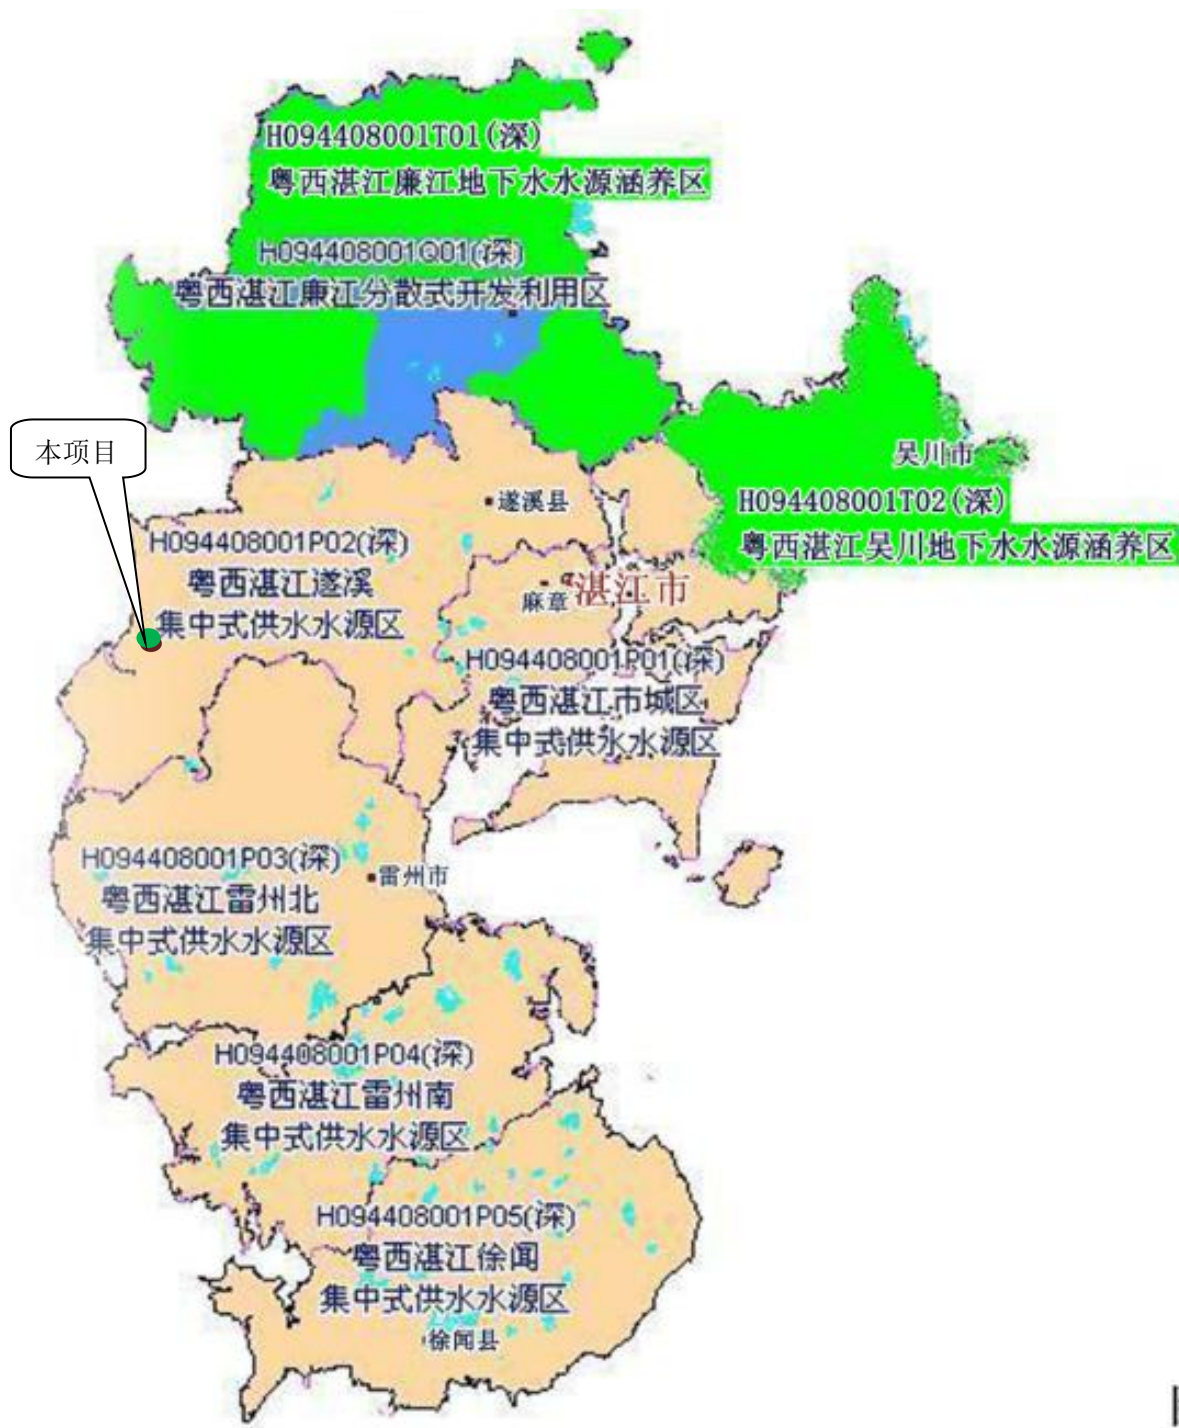 H094408001T01(深)
粤西湛江廉江地下水水源涵养区
H094408001Q01(深)
粤西湛江廉江分散式开发利用区
本项目
吴川市
H094408001T02(深)
粤西湛江吴川地下水水源涵养区
遂溪县
H094408001P02(深)
粤西湛江遂溪
集中式供水水源区
麻章
湛江市
H094408001P01(深)
粤西湛江市城区
集中式供水水源区
H094408001P03(深)
粤西湛江雷州北
集中式供水水源区
雷州市
H094408001P04(深)
粤西湛江雷州南
集中式供水水源区
H094408001P05(深)
粤西湛江徐闻
集中式供水水源区
徐闻县